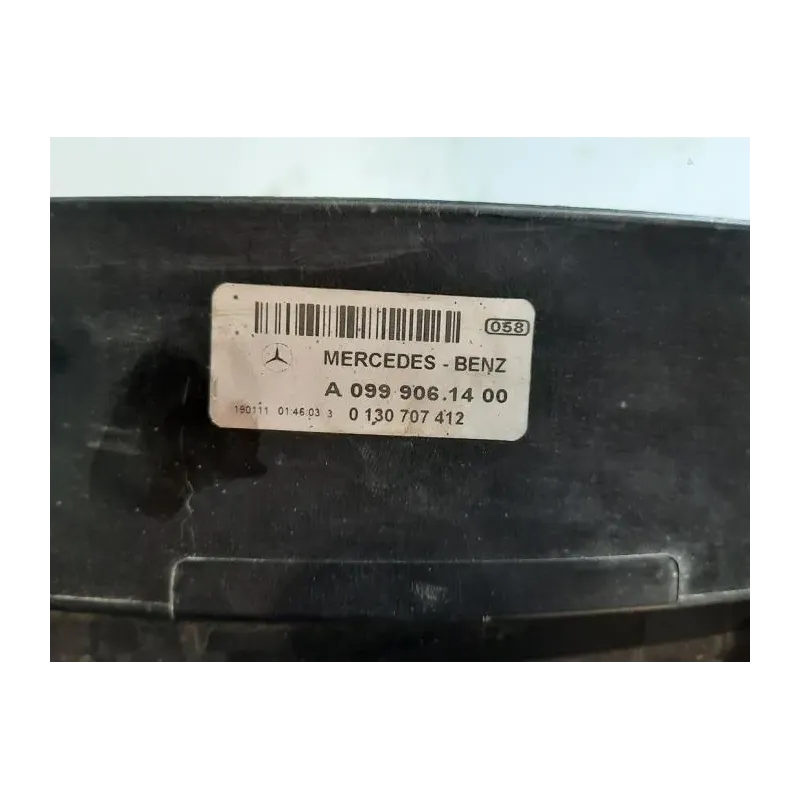 058
MERCEDES - BENZ
A 099 906.14 00
190111 01:46:03 3 0 130 707 412